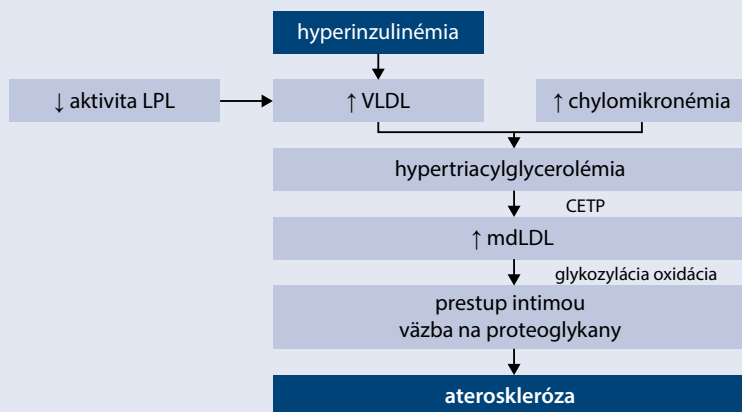 hyperinzulinémia
↓ aktivita LPL
↑ VLDL
↑ chylomikronémia
hypertriacylglycerolémia
CETP
↑ mdLDL
glykozylácia oxidácia
prestup intimou
väzba na proteoglykany
ateroskleróza